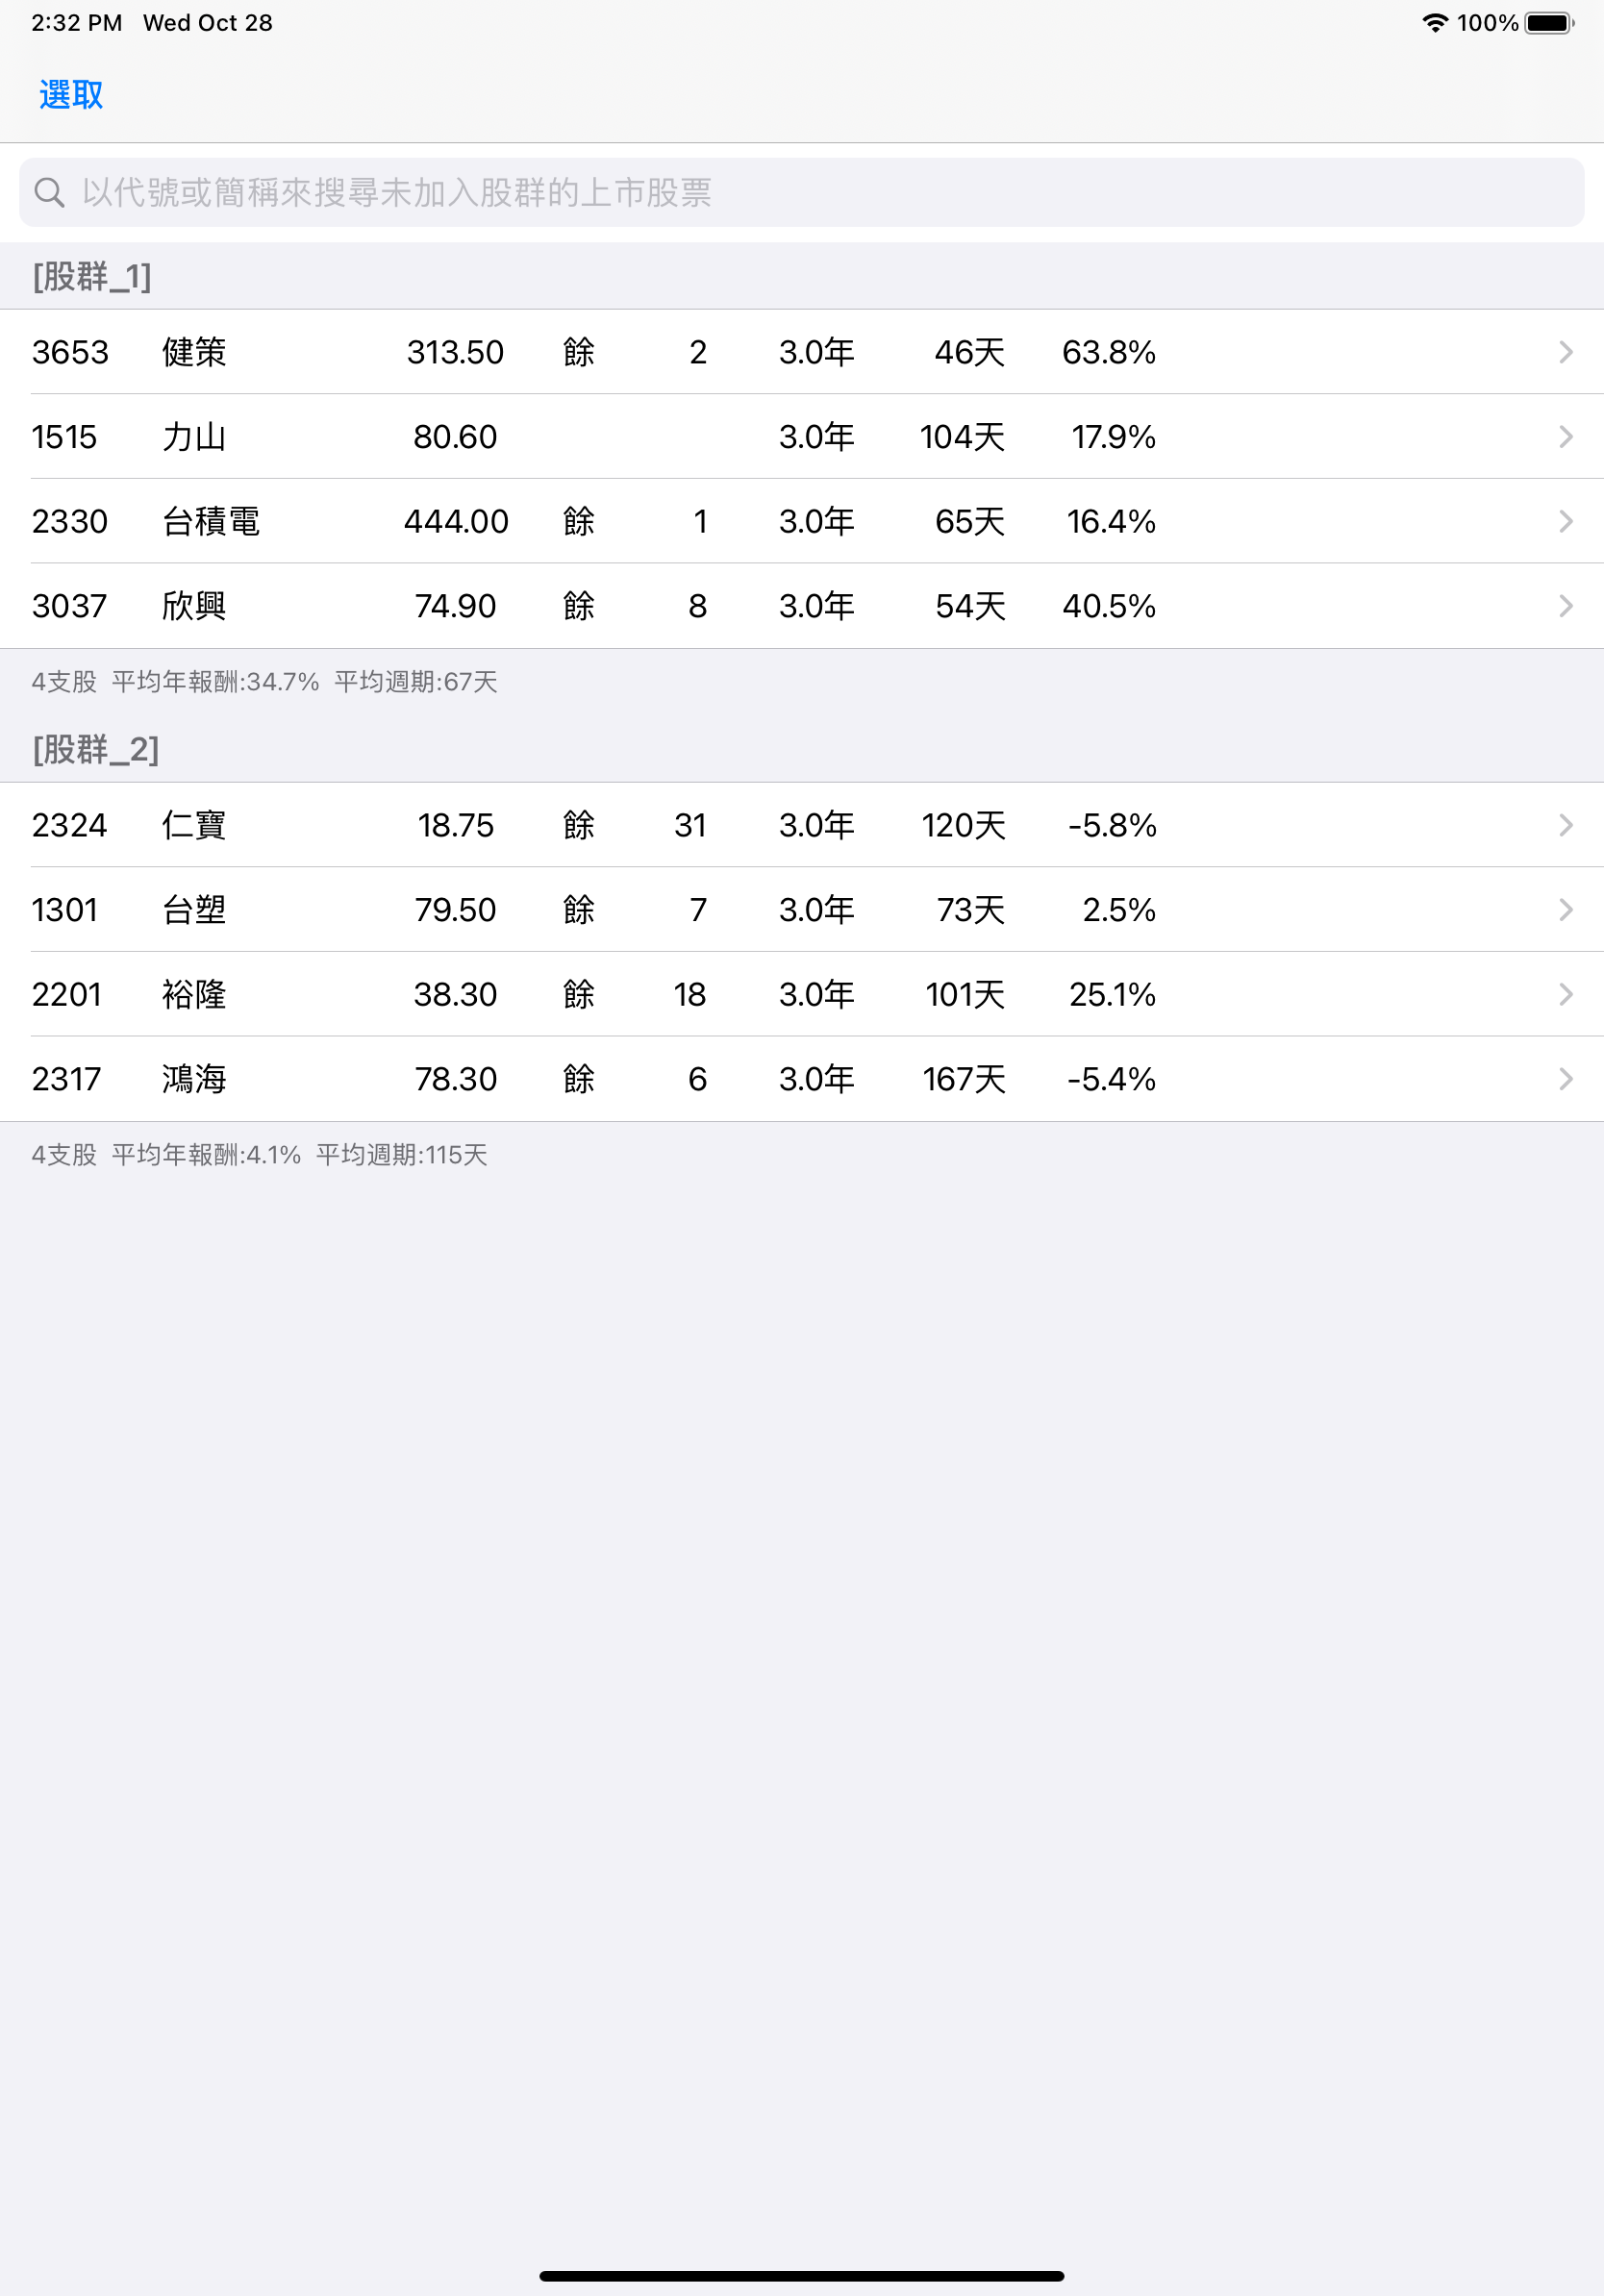 2:32 PM Wed Oct 28 100%
選取
以代號或簡稱來搜尋未加入股群的上市股票
[股群_1]
3653 健策 313.50 餘 2 3.0年 46天 63.8%
1515 力山 80.60 3.0年 104天 17.9%
2330 台積電 444.00 餘 1 3.0年 65天 16.4%
3037 欣興 74.90 餘 8 3.0年 54天 40.5%
4支股 平均年報酬:34.7% 平均週期:67天
[股群_2]
2324 仁寶 18.75 餘 31 3.0年 120天 -5.8%
1301 台塑 79.50 餘 7 3.0年 73天 2.5%
2201 裕隆 38.30 餘 18 3.0年 101天 25.1%
2317 鴻海 78.30 餘 6 3.0年 167天 -5.4%
4支股 平均年報酬:4.1% 平均週期:115天